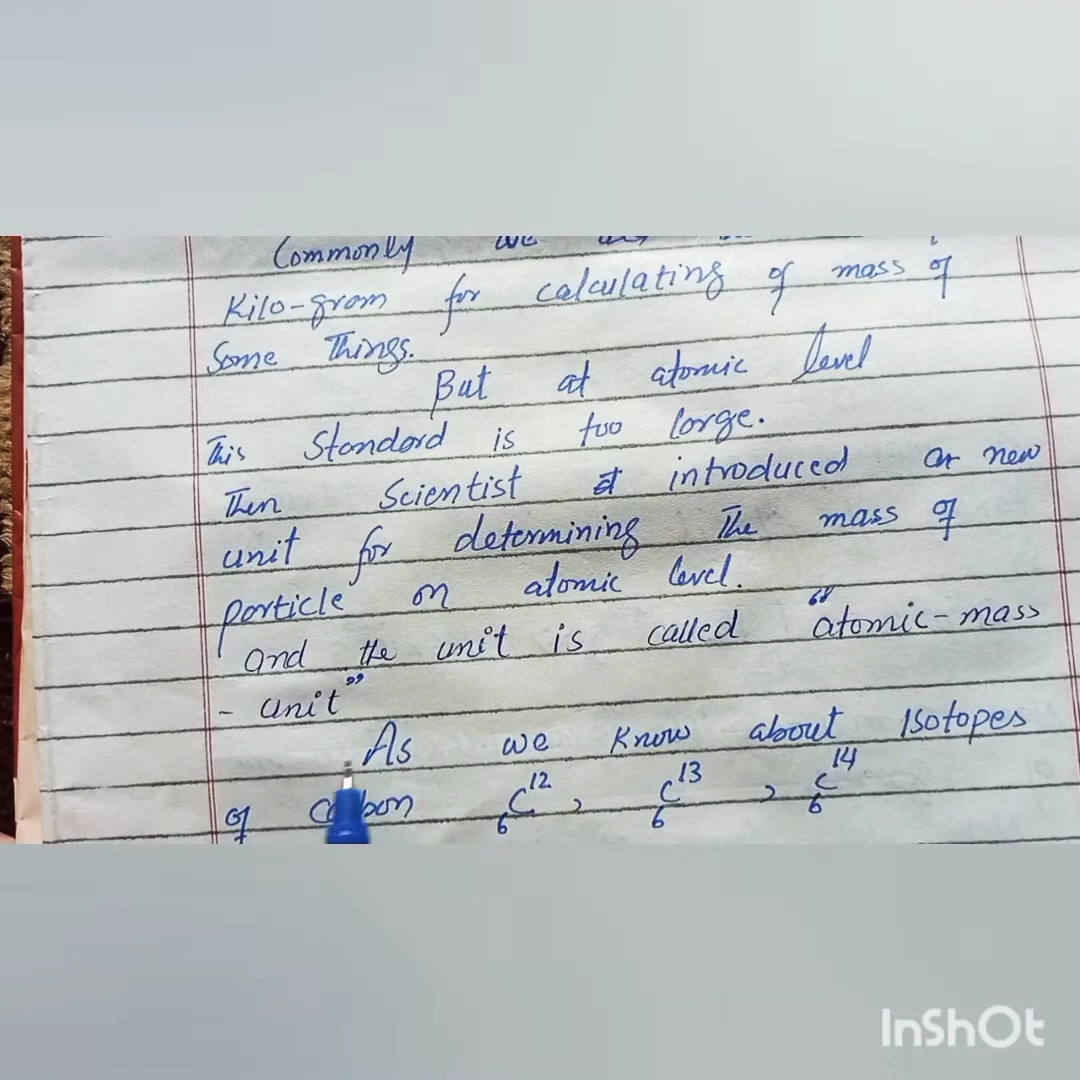 Commonly we
Kilo-gram for calculating of mass of
Some Things.
But at atomic level
This Standard is too large.
Then Scientist introduced a new
unit for determining The mass of
particle on atomic level.
and the unit is called "atomic-mass
- unit"
As we know about Isotopes
of carbon ₆C¹², ₆C¹³, ₆C¹⁴
InShOt